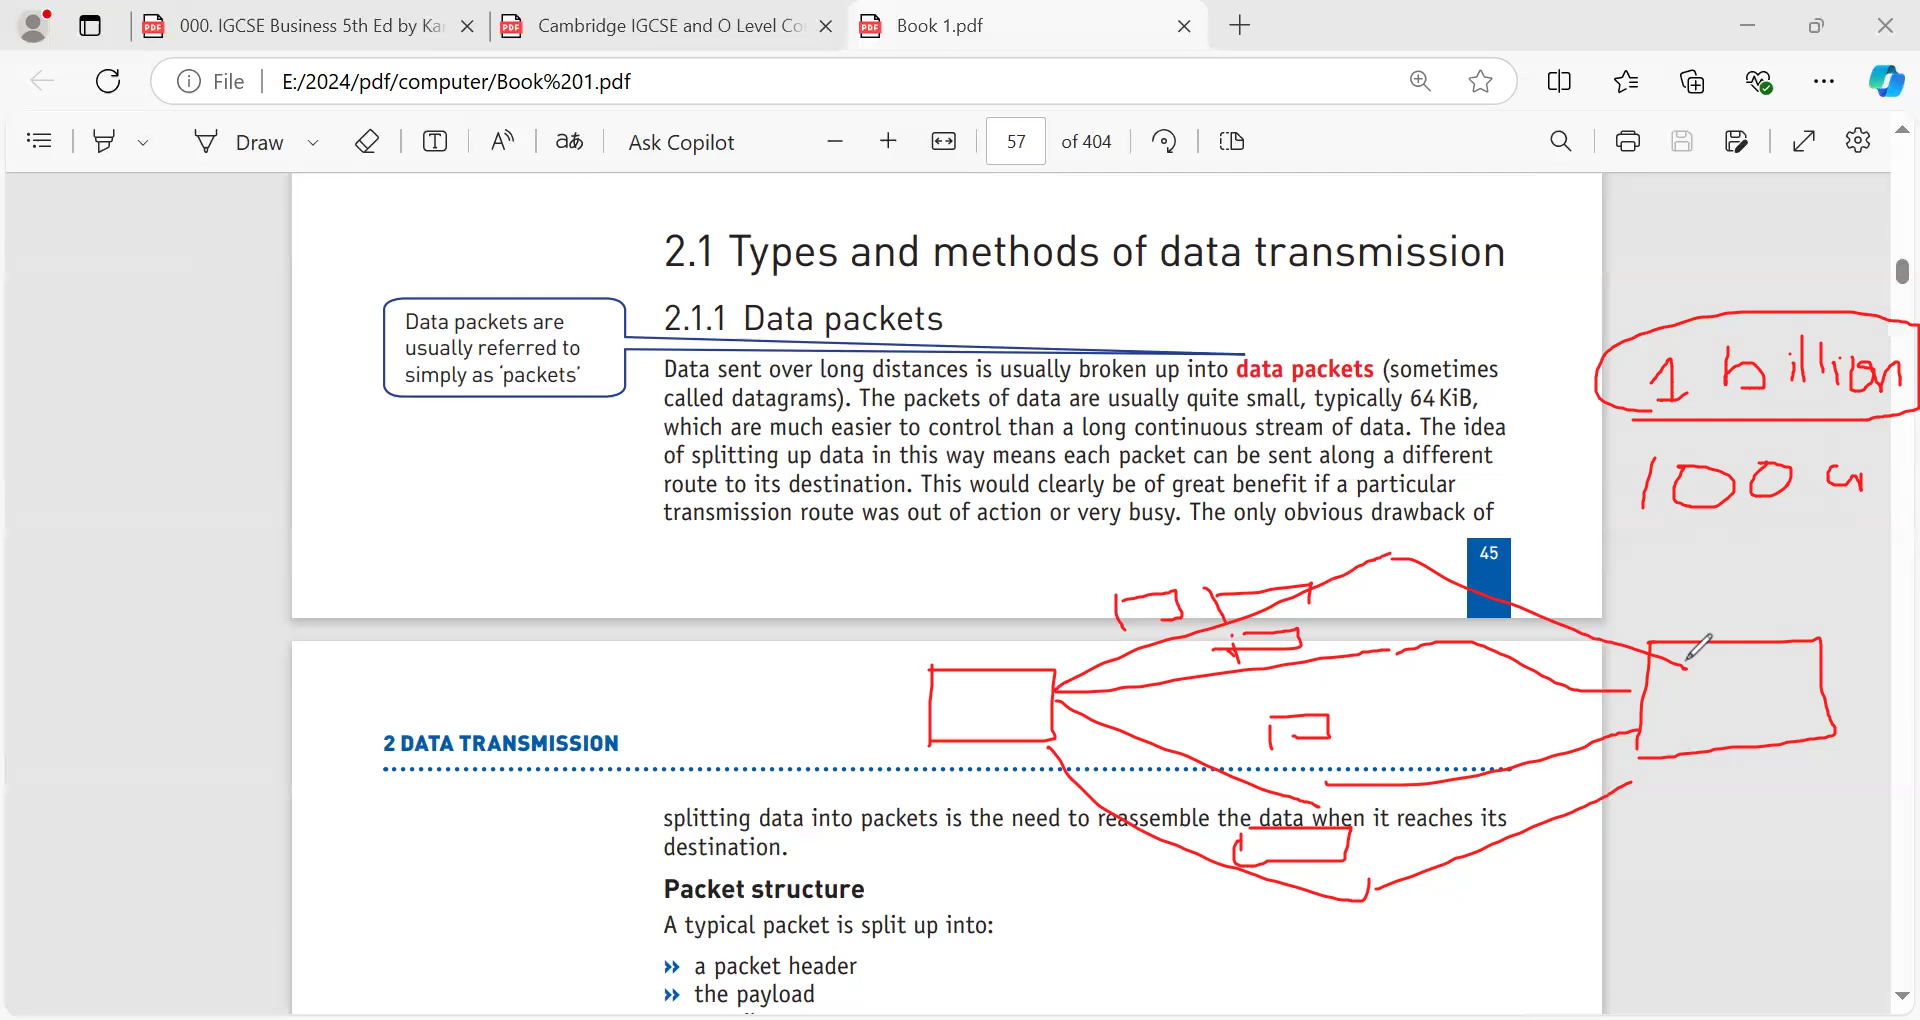 000. IGCSE Business 5th Ed by Kar
Cambridge IGCSE and O Level Co
Book 1.pdf
File
E:/2024/pdf/computer/Book%201.pdf
Draw
Ask Copilot
57
of 404
2.1 Types and methods of data transmission
2.1.1 Data packets
Data packets are
usually referred to
simply as ‘packets’
Data sent over long distances is usually broken up into data packets (sometimes
called datagrams). The packets of data are usually quite small, typically 64 KiB,
which are much easier to control than a long continuous stream of data. The idea
of splitting up data in this way means each packet can be sent along a different
route to its destination. This would clearly be of great benefit if a particular
transmission route was out of action or very busy. The only obvious drawback of
1 billion
100
45
2 DATA TRANSMISSION
splitting data into packets is the need to reassemble the data when it reaches its
destination.
Packet structure
A typical packet is split up into:
» a packet header
» the payload